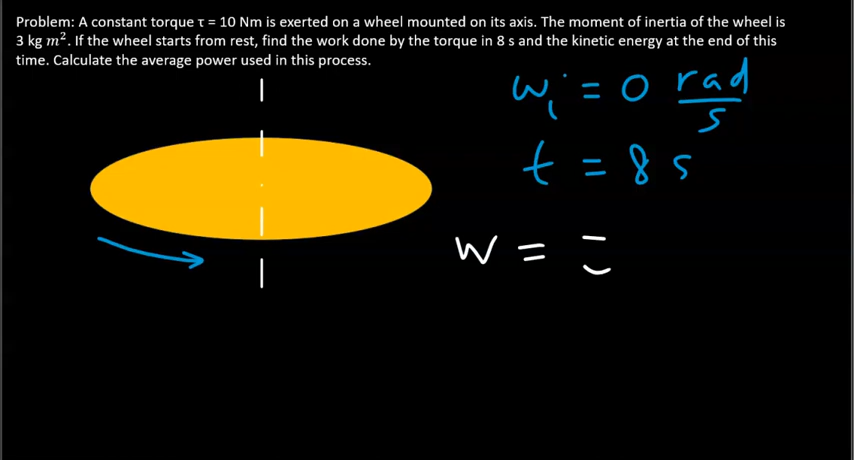 Problem: A constant torque τ = 10 Nm is exerted on a wheel mounted on its axis. The moment of inertia of the wheel is
3 kg m². If the wheel starts from rest, find the work done by the torque in 8 s and the kinetic energy at the end of this
time. Calculate the average power used in this process.
ω_i = 0 rad/s
t = 8 s
W =